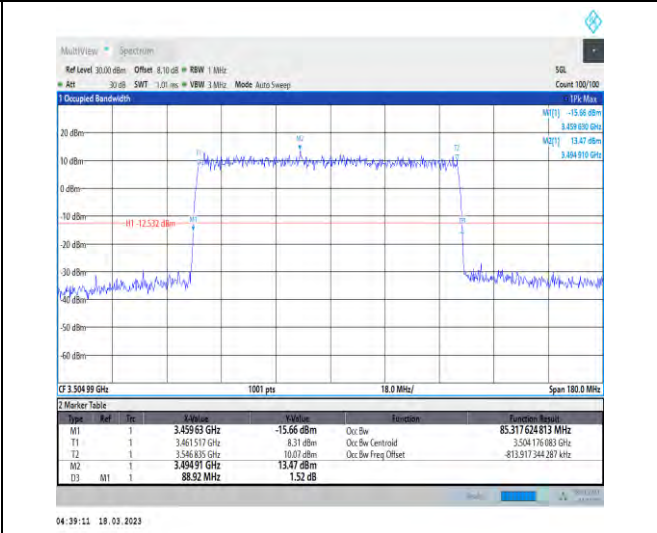 MultiView Spectrum
Ref Level 30.00 dBm Offset 8.10 dB RBW 1 MHz SGL
Att 30 dB SWT 1.01 ms VBW 3 MHz Mode Auto Sweep Count 100/100
1 Occupied Bandwidth 1Pk Max
M1[1] -15.66 dBm
3.459 630 GHz
M2[1] 13.47 dBm
3.494 910 GHz
20 dBm
M2
T1
T2
10 dBm
0 dBm
-10 dBm
H1 -12.532 dBm
M1
D3
-20 dBm
-30 dBm
-40 dBm
-50 dBm
-60 dBm
CF 3.504 99 GHz 1001 pts 18.0 MHz/ Span 180.0 MHz
2 Marker Table
Type Ref Trc X-Value Y-Value Function Function Result
M1 1 3.459 63 GHz -15.66 dBm Occ Bw 85.317 624 813 MHz
T1 1 3.461 517 GHz 8.31 dBm Occ Bw Centroid 3.504 176 083 GHz
T2 1 3.546 835 GHz 10.07 dBm Occ Bw Freq Offset -813.917 344 287 kHz
M2 1 3.494 91 GHz 13.47 dBm
D3 M1 1 88.92 MHz 1.52 dB
04:39:11 18.03.2023